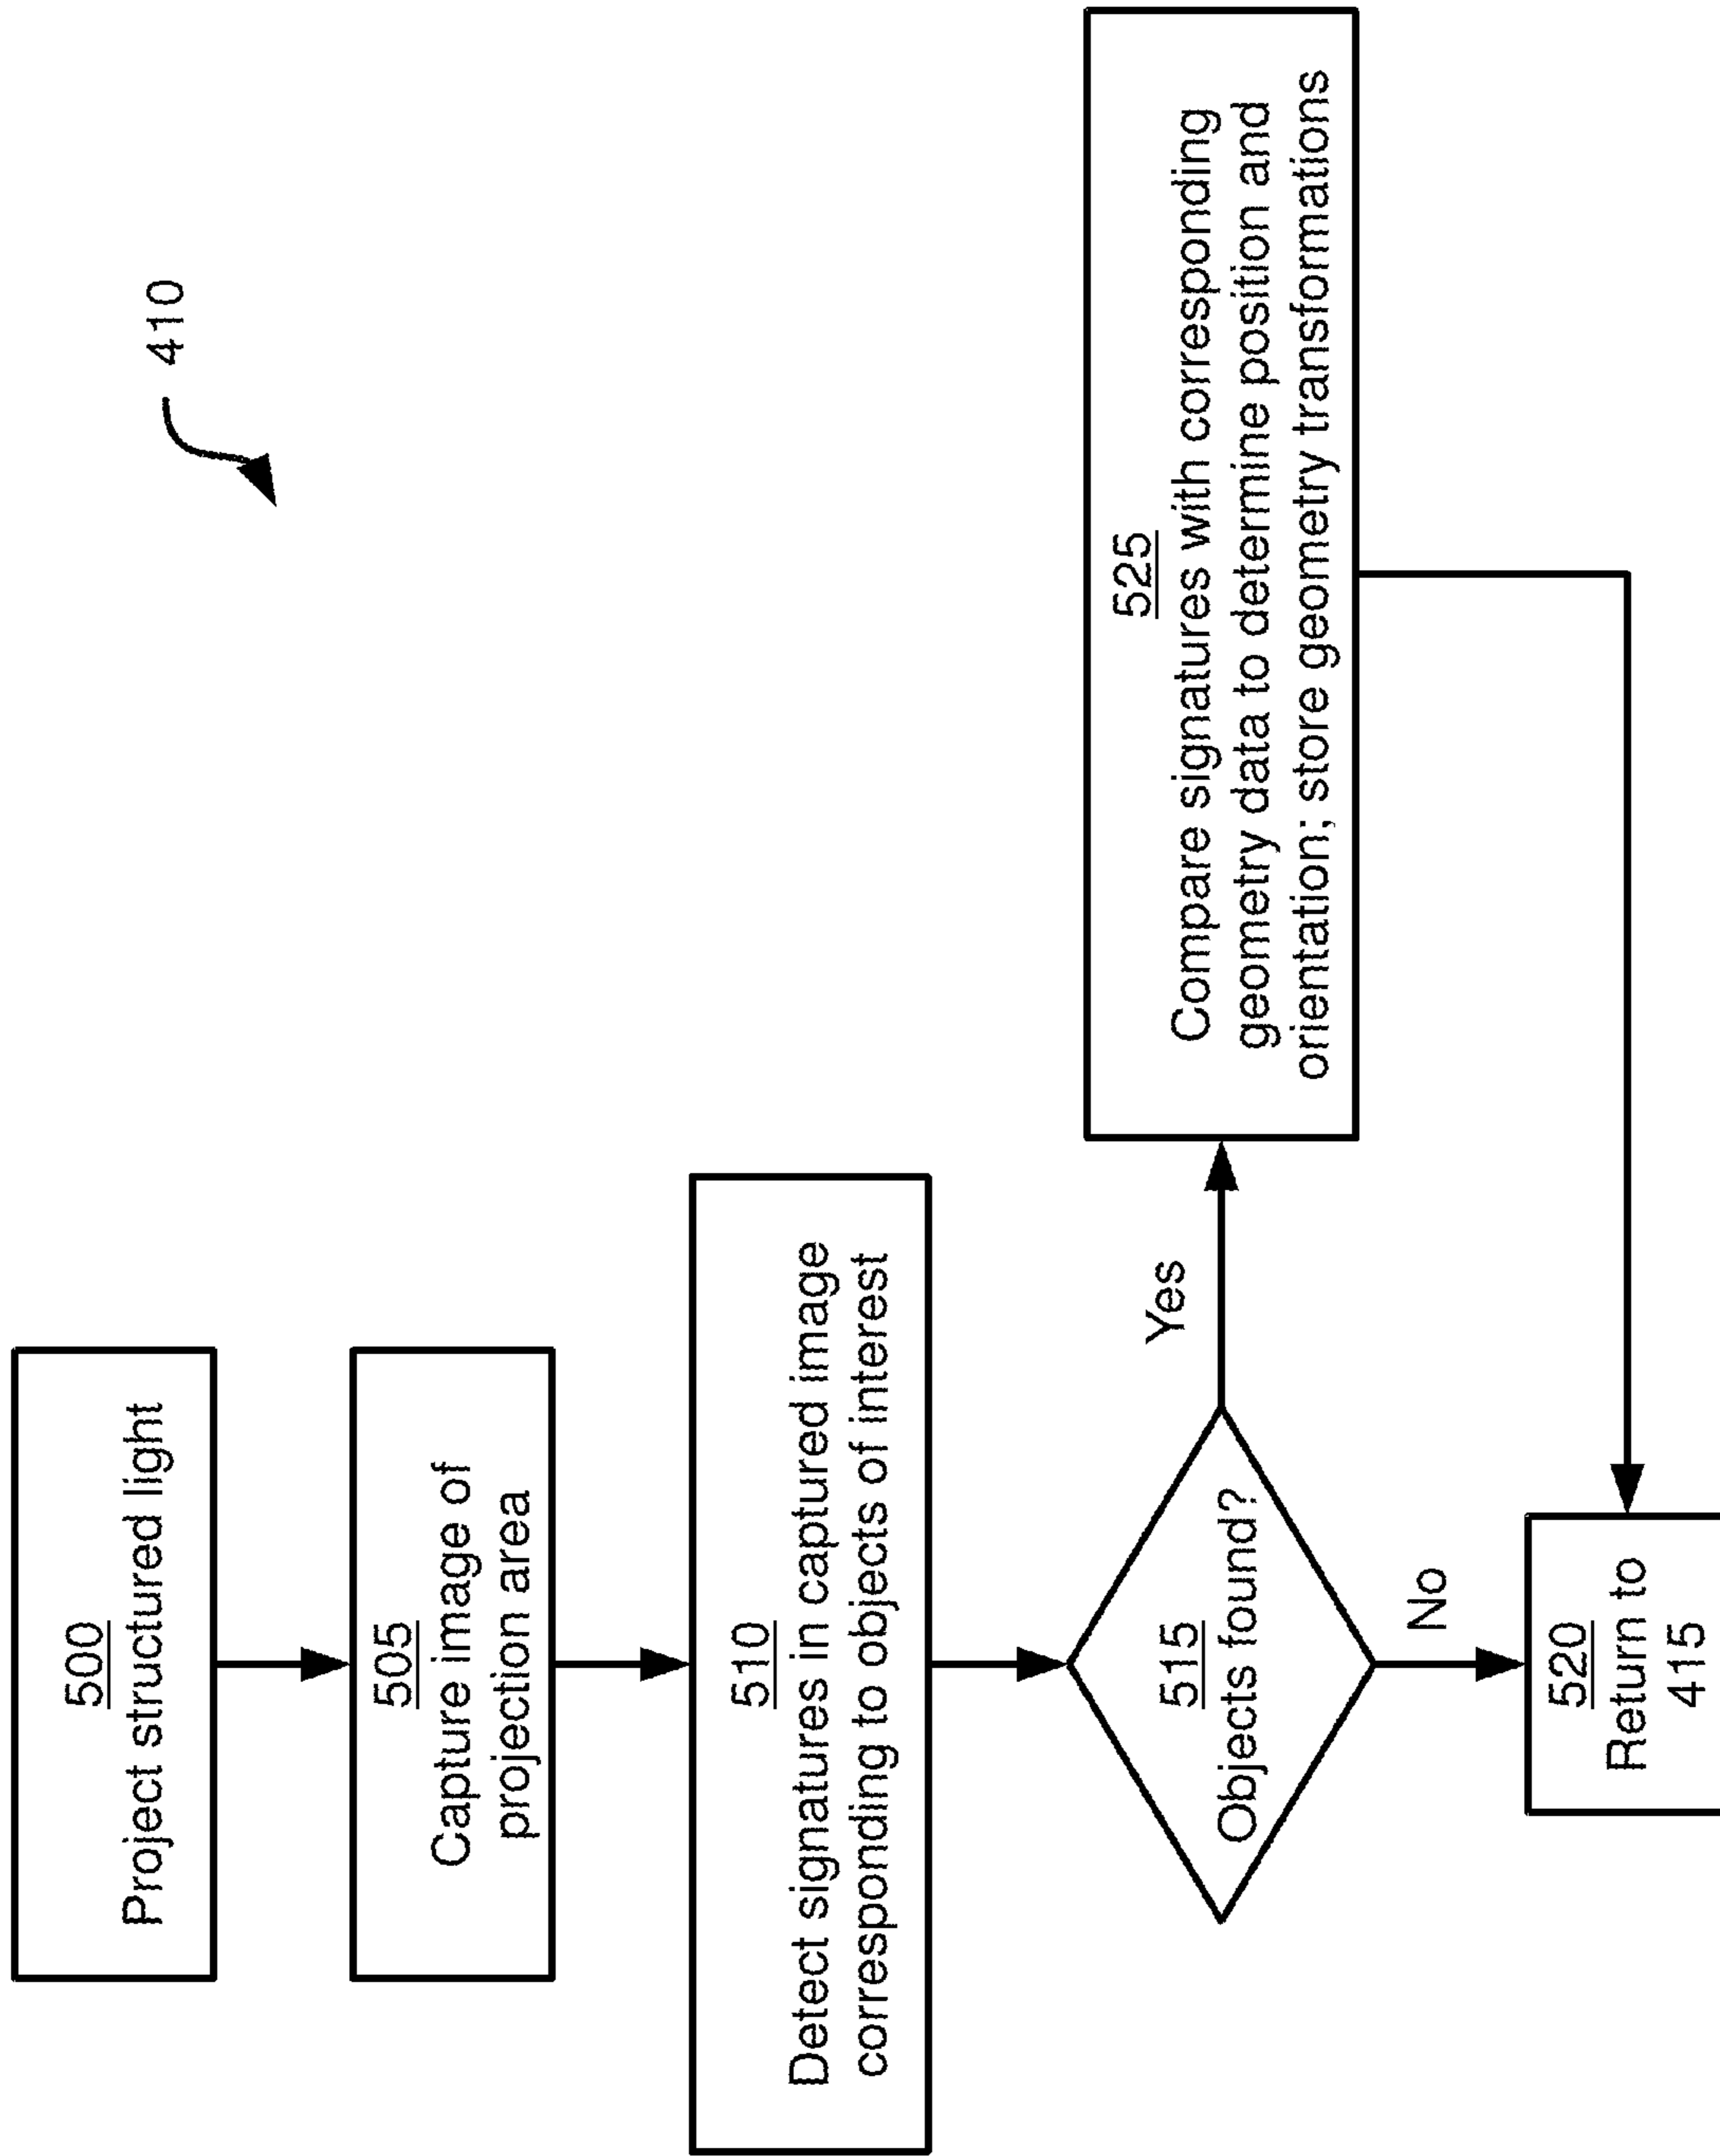 410
500
Project structured light
505
Capture image of
projection area
510
Detect signatures in captured image
corresponding to objects of interest
515
Objects found?
Yes
525
Compare signatures with corresponding
geometry data to determine position and
orientation; store geometry transformations
No
520
Return to
415